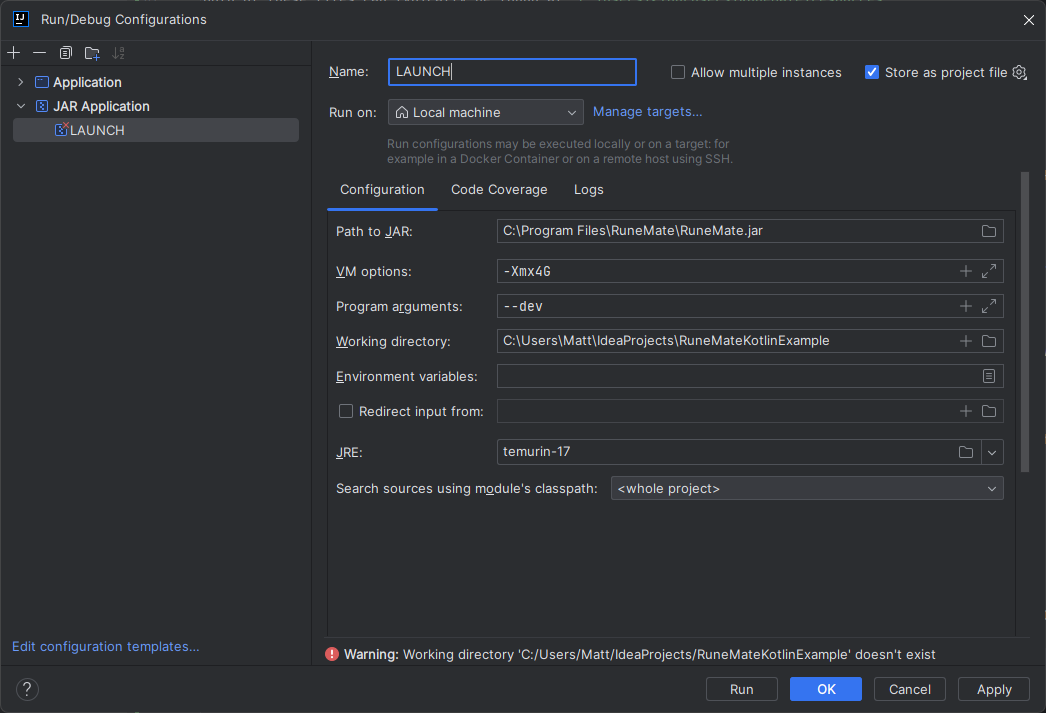 Run/Debug Configurations
Application
JAR Application
LAUNCH
Edit configuration templates...
Name: LAUNCH Allow multiple instances Store as project file
Run on: Local machine Manage targets...
Run configurations may be executed locally or on a target: for
example in a Docker Container or on a remote host using SSH.
Configuration Code Coverage Logs
Path to JAR: C:\Program Files\RuneMate\RuneMate.jar
VM options: -Xmx4G
Program arguments: --dev
Working directory: C:\Users\Matt\IdeaProjects\RuneMateKotlinExample
Environment variables:
Redirect input from:
JRE: temurin-17
Search sources using module's classpath: <whole project>
Warning: Working directory 'C:/Users/Matt/IdeaProjects/RuneMateKotlinExample' doesn't exist
? Run OK Cancel Apply